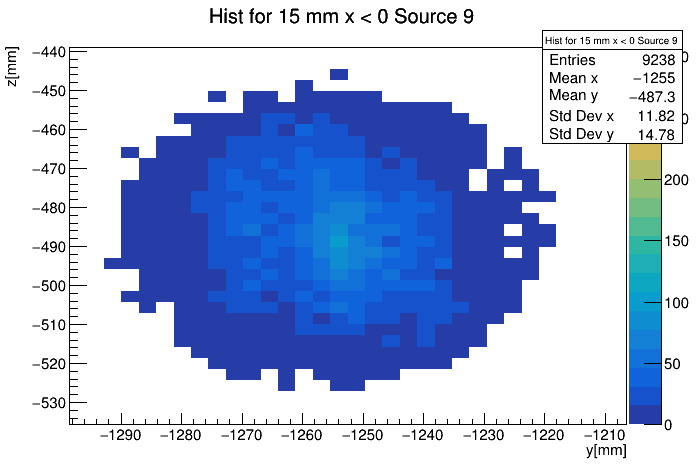 Hist for 15 mm x < 0 Source 9
z[mm]
−440
−450
−460
−470
−480
−490
−500
−510
−520
−530
Hist for 15 mm x < 0 Source 9
Entries 9238
Mean x −1255
Mean y −487.3
Std Dev x 11.82
Std Dev y 14.78
200
150
100
50
0
−1290 −1280 −1270 −1260 −1250 −1240 −1230 −1220 −1210
y[mm]